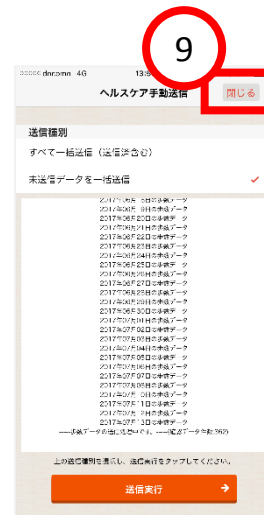 9
docomo 4G
ヘルスケア手動送信
閉じる
送信種別
すべて一括送信（送信済含む）
未送信データを一括送信
2017年06月20日の歩数データ
2017年06月21日の歩数データ
2017年06月22日の歩数データ
2017年06月23日の歩数データ
2017年06月24日の歩数データ
2017年06月25日の歩数データ
2017年06月26日の歩数データ
2017年06月27日の歩数データ
2017年06月28日の歩数データ
2017年06月29日の歩数データ
2017年06月30日の歩数データ
2017年07月01日の歩数データ
2017年07月02日の歩数データ
2017年07月03日の歩数データ
2017年07月04日の歩数データ
2017年07月05日の歩数データ
2017年07月06日の歩数データ
2017年07月07日の歩数データ
2017年07月08日の歩数データ
2017年07月10日の歩数データ
2017年07月11日の歩数データ
2017年07月12日の歩数データ
2017年07月13日の歩数データ
上の送信種別を選択し、送信実行をタップしてください。
送信実行